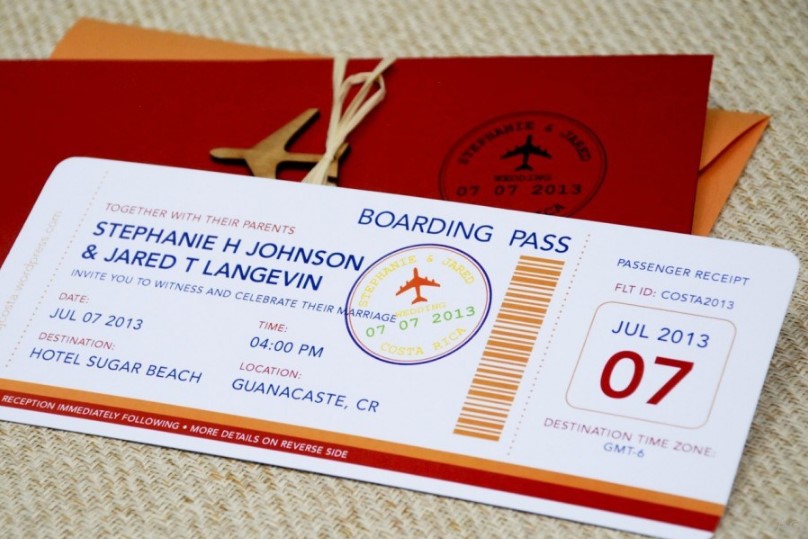 STEPHANIE & JARED
WEDDING
07 07 2013
BOARDING PASS
TOGETHER WITH THEIR PARENTS
STEPHANIE H JOHNSON
& JARED T LANGEVIN
INVITE YOU TO WITNESS AND CELEBRATE THEIR MARRIAGE
DATE:
JUL 07 2013
TIME:
04:00 PM
DESTINATION:
HOTEL SUGAR BEACH
LOCATION:
GUANACASTE, CR
STEPHANIE & JARED
WEDDING
07 07 2013
COSTA RICA
PASSENGER RECEIPT
FLT ID: COSTA2013
JUL 2013
07
DESTINATION TIME ZONE:
GMT-6
RECEPTION IMMEDIATELY FOLLOWING • MORE DETAILS ON REVERSE SIDE